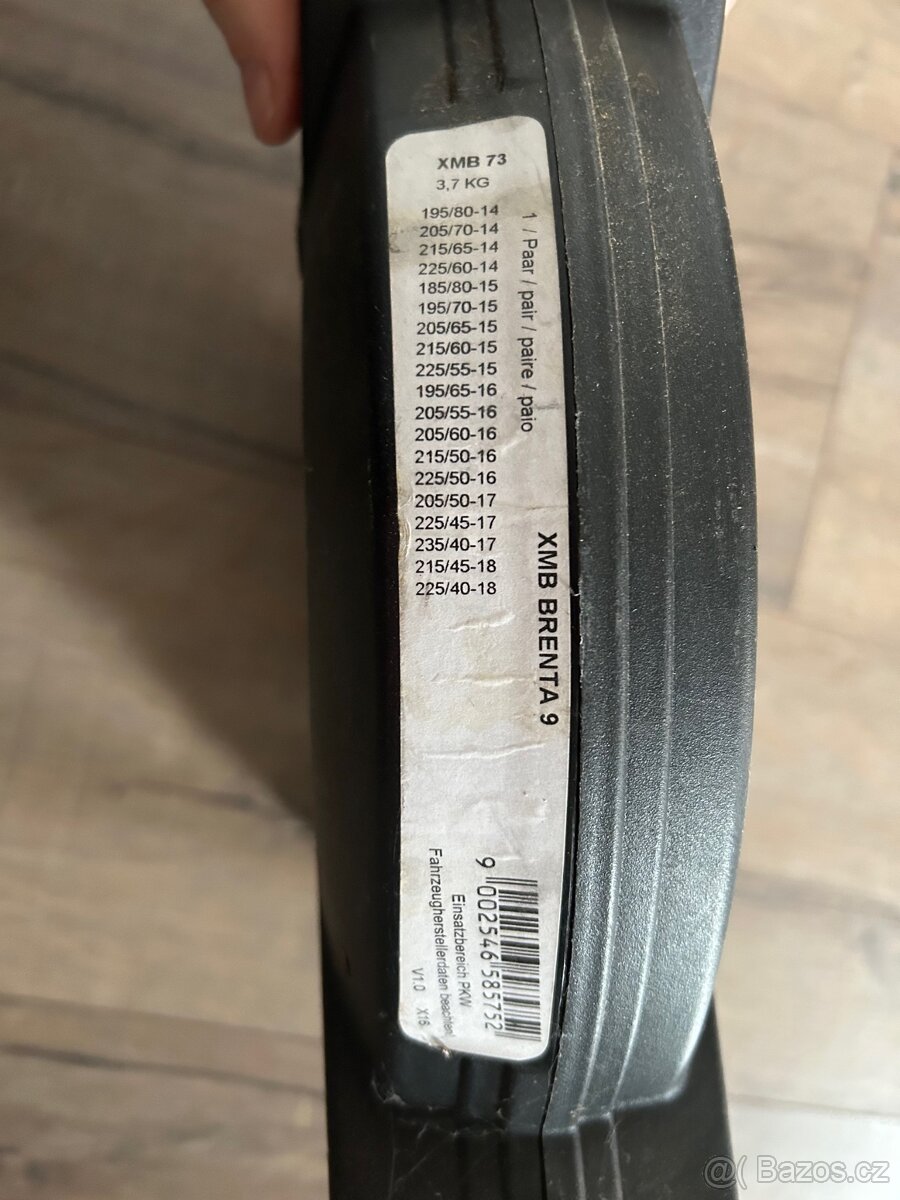 XMB 73
3,7 KG
195/80-14
205/70-14
215/65-14
225/60-14
185/80-15
195/70-15
205/65-15
215/60-15
225/55-15
195/65-16
205/55-16
205/60-16
215/50-16
225/50-16
205/50-17
225/45-17
235/40-17
215/45-18
225/40-18
1 / Paar / pair / paire / paio
XMB BRENTA 9
9 002546 585752
Einsatzbereich PKW
Fahrzeugherstellerdaten beachten!
V1.0 X16
@( Bazos.cz